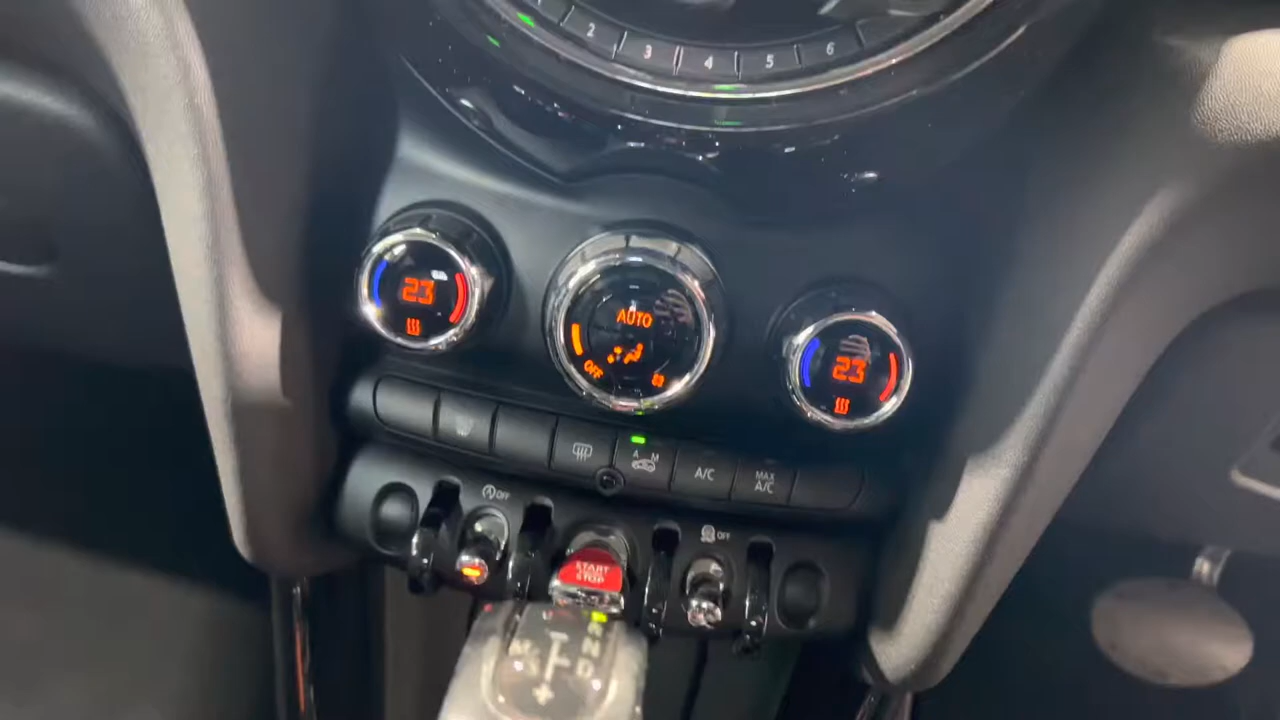 2 3 4 5 6
23
AUTO
OFF
23
A M
A/C
MAX
A/C
OFF
START
STOP
OFF
R
N
D
M
+